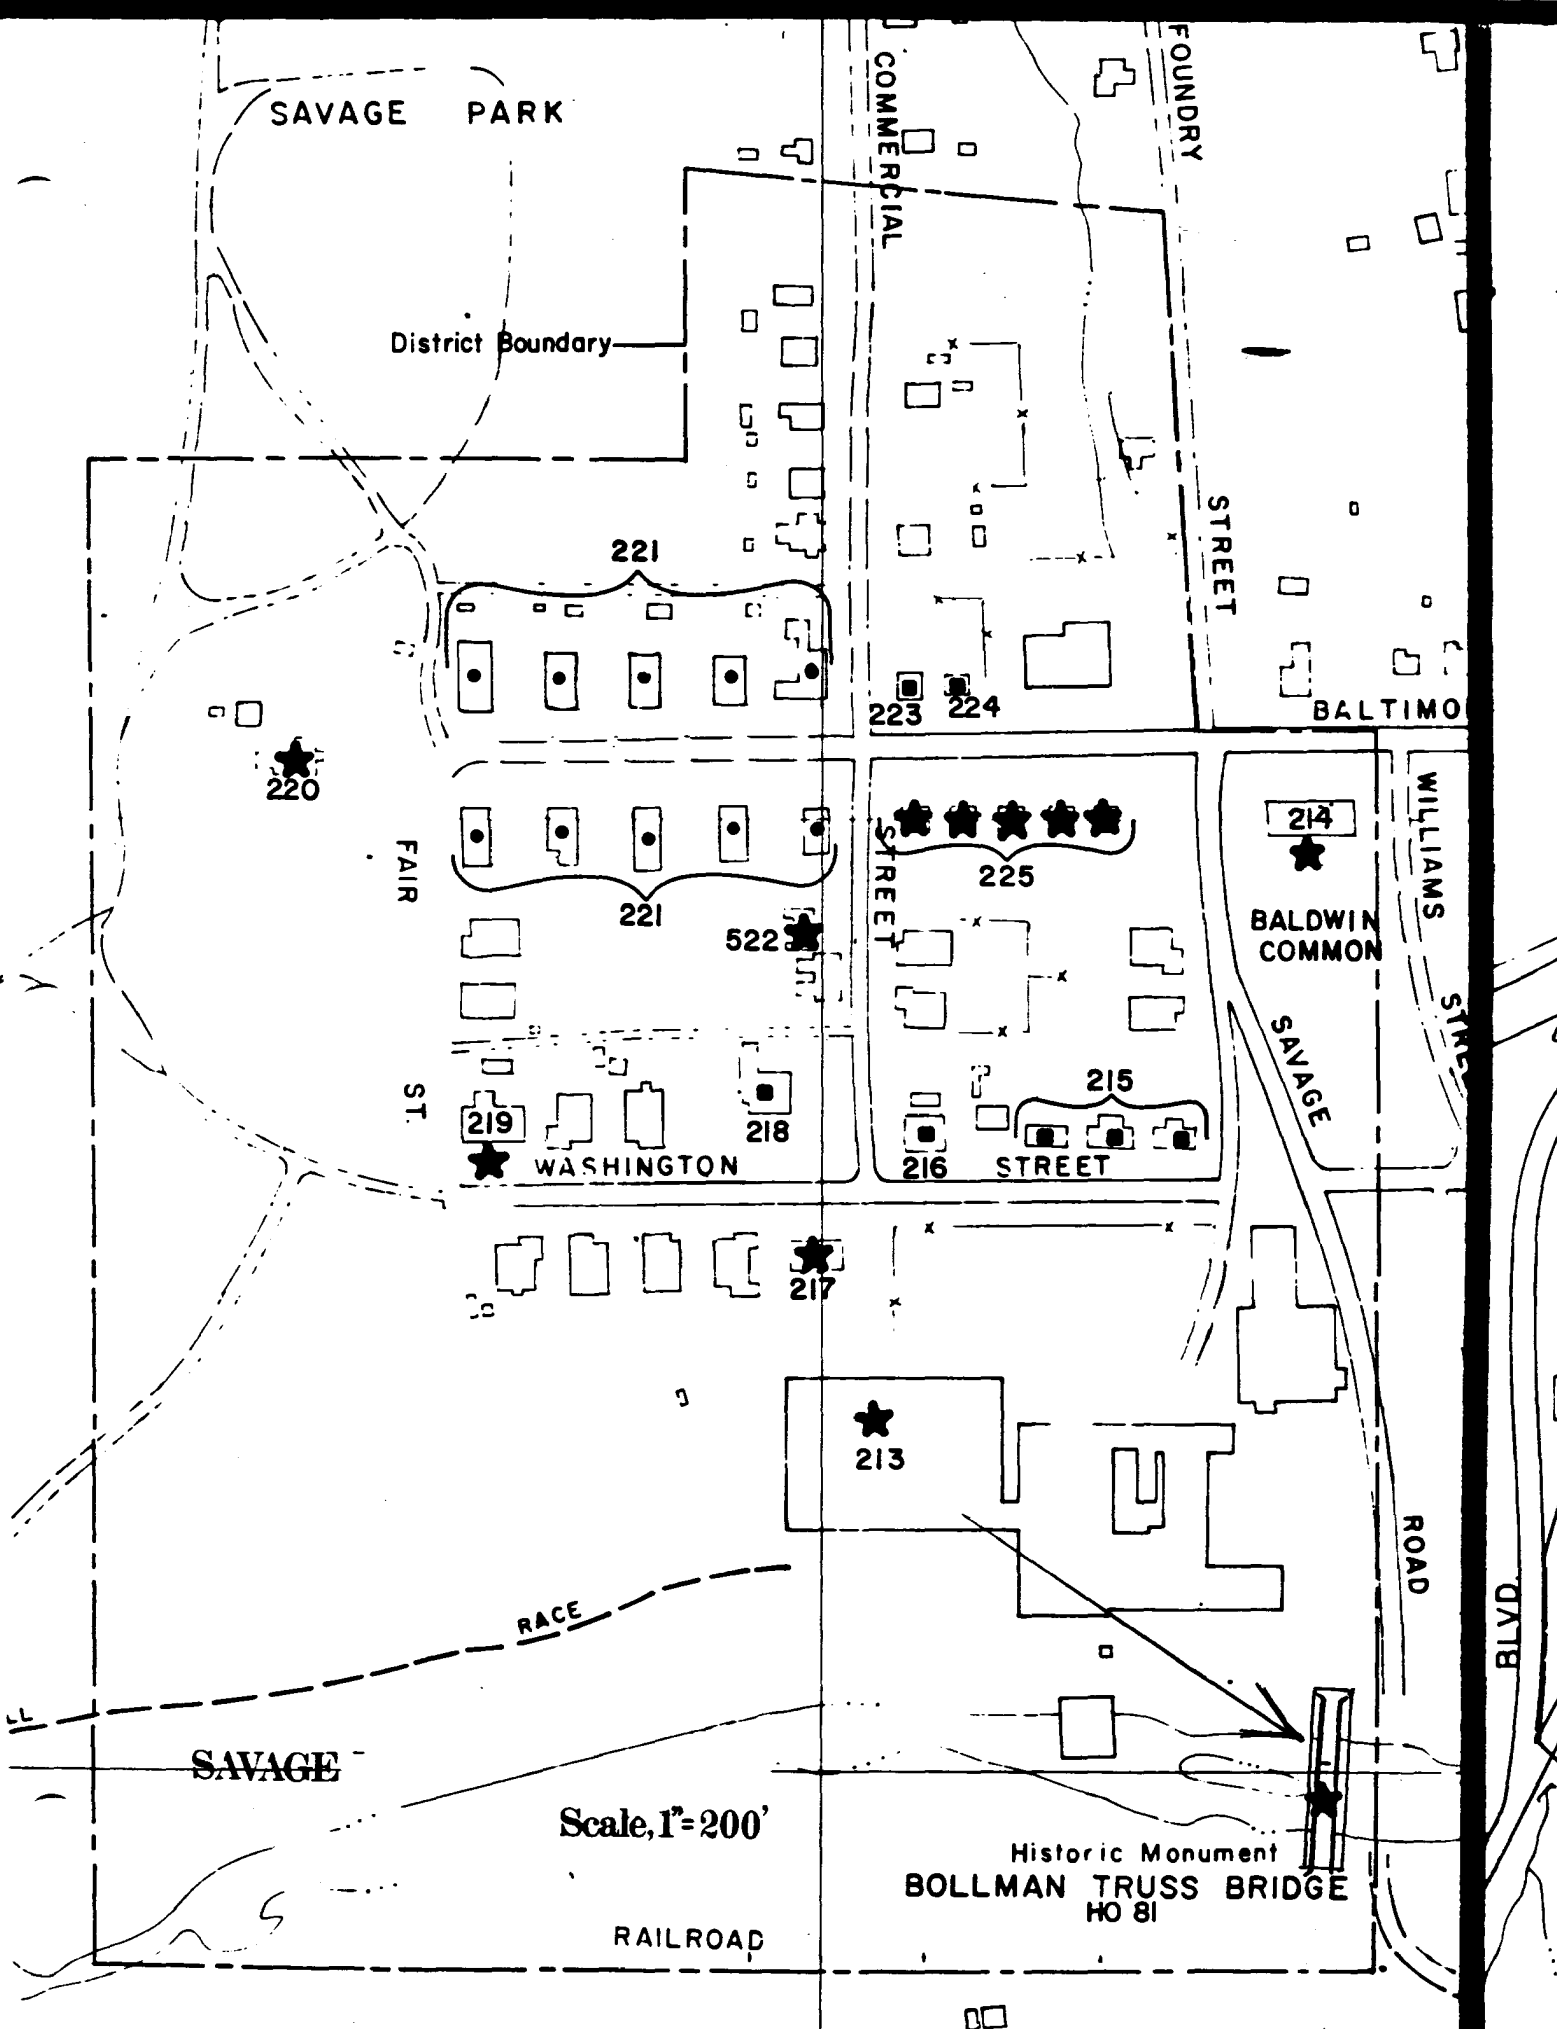 SAVAGE PARK
COMMERCIAL
FOUNDRY
District Boundary
STREET
221
223
224
BALTIMO
220
214
WILLIAMS
FAIR
STREET
225
221
522
BALDWIN
COMMON
STRE
SAVAGE
ST.
215
219
218
216
WASHINGTON STREET
217
213
ROAD
BLVD.
RACE
LL
SAVAGE
Scale, 1"=200'
Historic Monument
BOLLMAN TRUSS BRIDGE
HO 81
RAILROAD